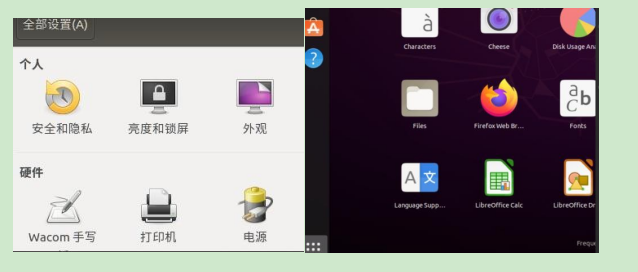 全部设置(A)
个人
安全和隐私
亮度和锁屏
外观
硬件
Wacom 手写
打印机
电源
à
Characters
Cheese
Disk Usage An
Files
Firefox Web Br...
a b
C
Fonts
A 文
Language Supp...
LibreOffice Calc
LibreOffice Dr
Frequ